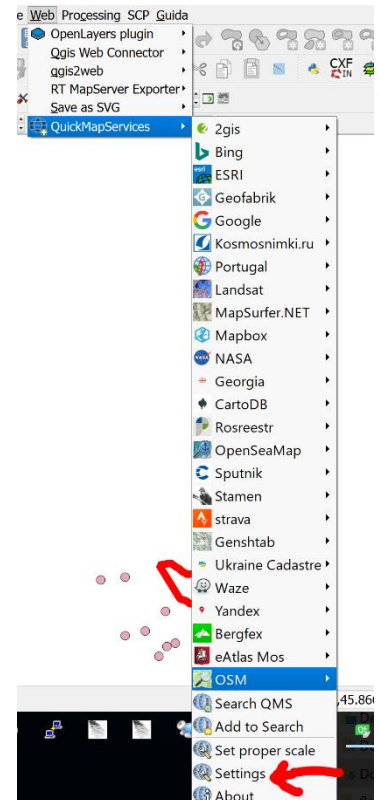 e Web Processing SCP Guida
OpenLayers plugin
Qgis Web Connector
qgis2web
RT MapServer Exporter
Save as SVG
QuickMapServices
CXF
IN
2gis
Bing
esri
ESRI
Geofabrik
Google
Kosmosnimki.ru
Portugal
Landsat
MapSurfer.NET
Mapbox
NASA
Georgia
CartoDB
Rosreestr
OpenSeaMap
Sputnik
Stamen
strava
Genshtab
Ukraine Cadastre
Waze
Yandex
Bergfex
eAtlas Mos
OSM
Search QMS
,45.860
Add to Search
Set proper scale
Settings
About